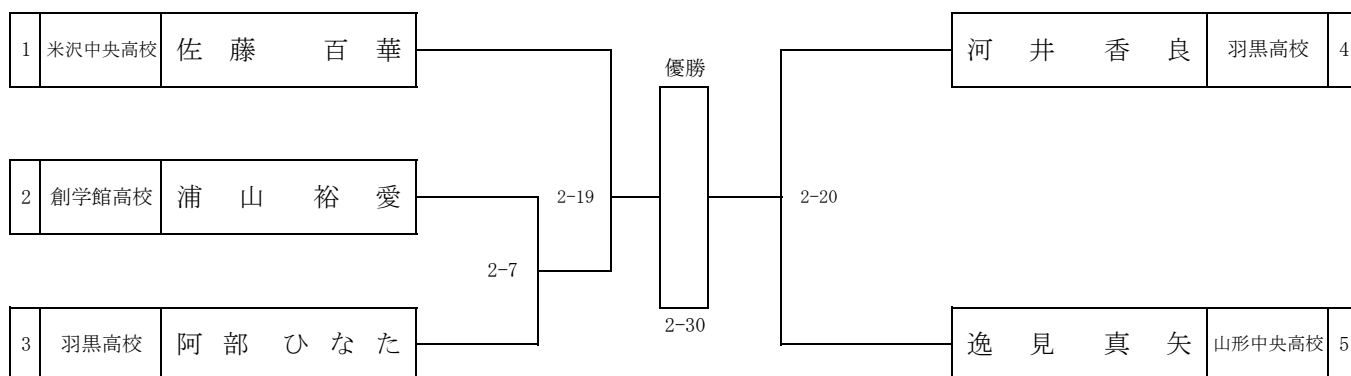 1 米沢中央高校 佐藤 百華
河井 香良 羽黒高校 4
優勝
2 創学館高校 浦山 裕愛
2-19
2-20
2-7
3 羽黒高校 阿部ひなた
2-30
逸見 真矢 山形中央高校 5